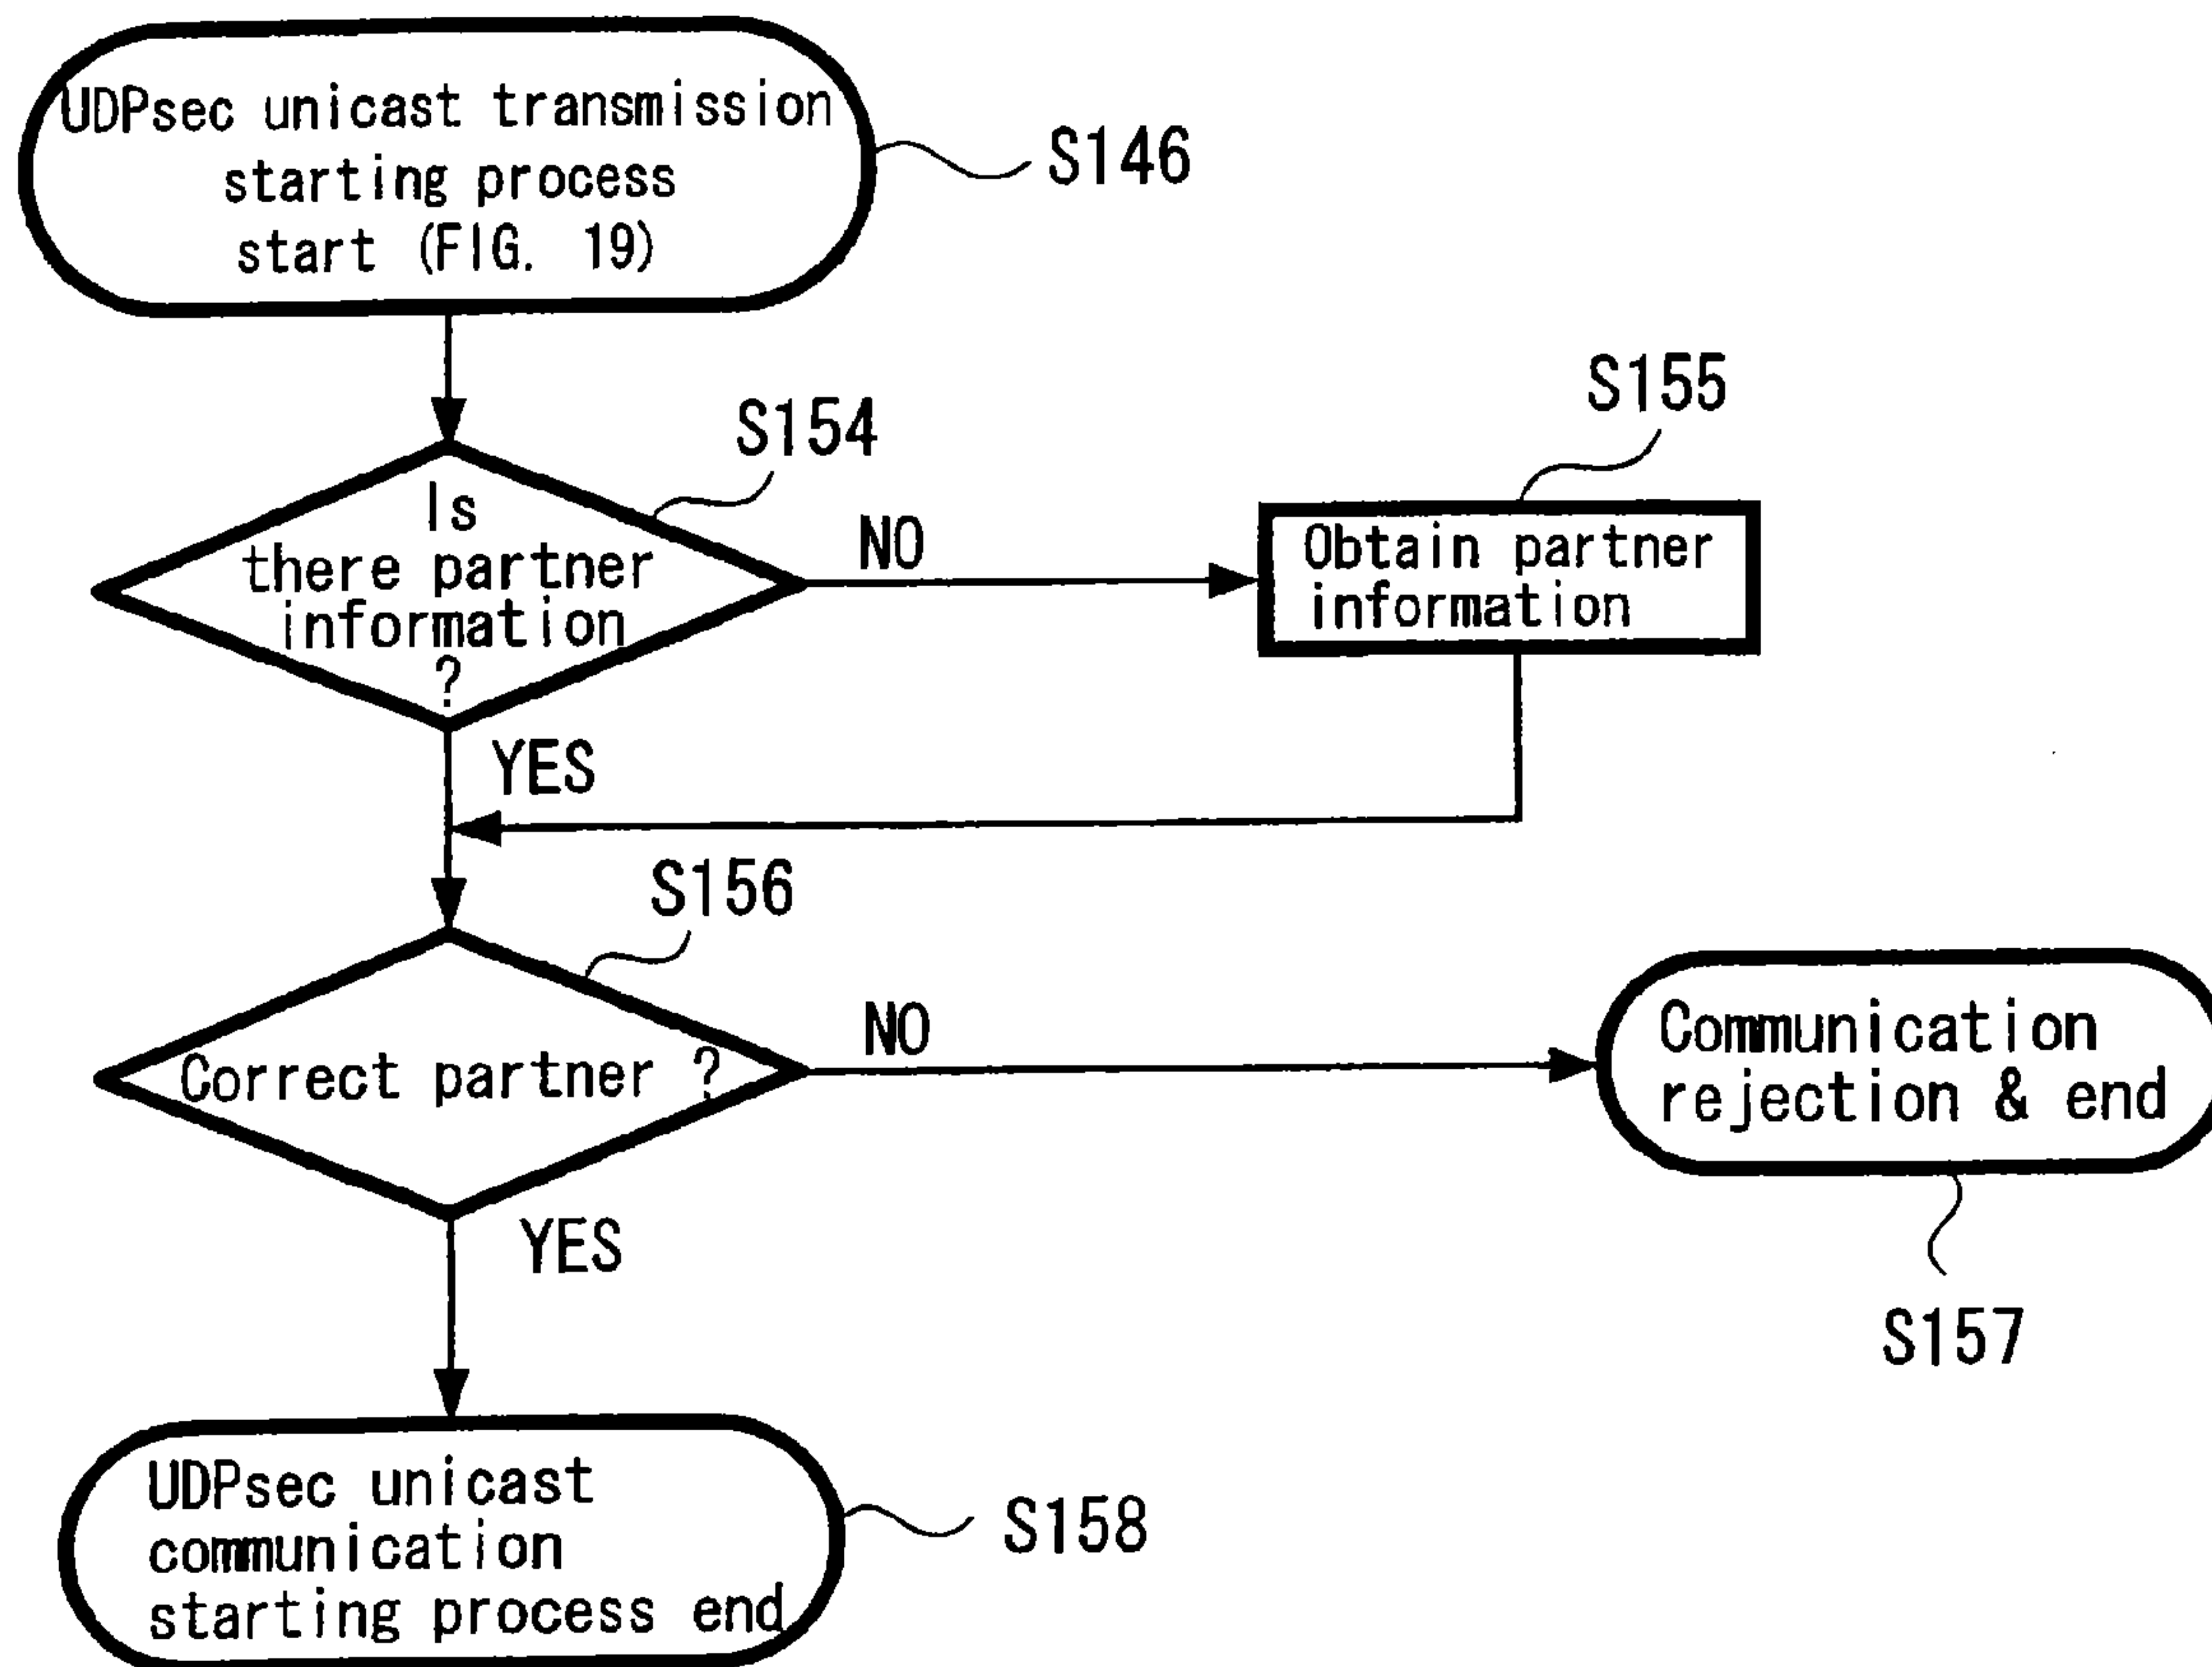 UDPsec unicast transmission
starting process
start (FIG. 19)
S146
S154
Is
there partner
information
?
NO
S155
Obtain partner
information
YES
S156
Correct partner ?
NO
Communication
rejection & end
S157
YES
UDPsec unicast
communication
starting process end
S158